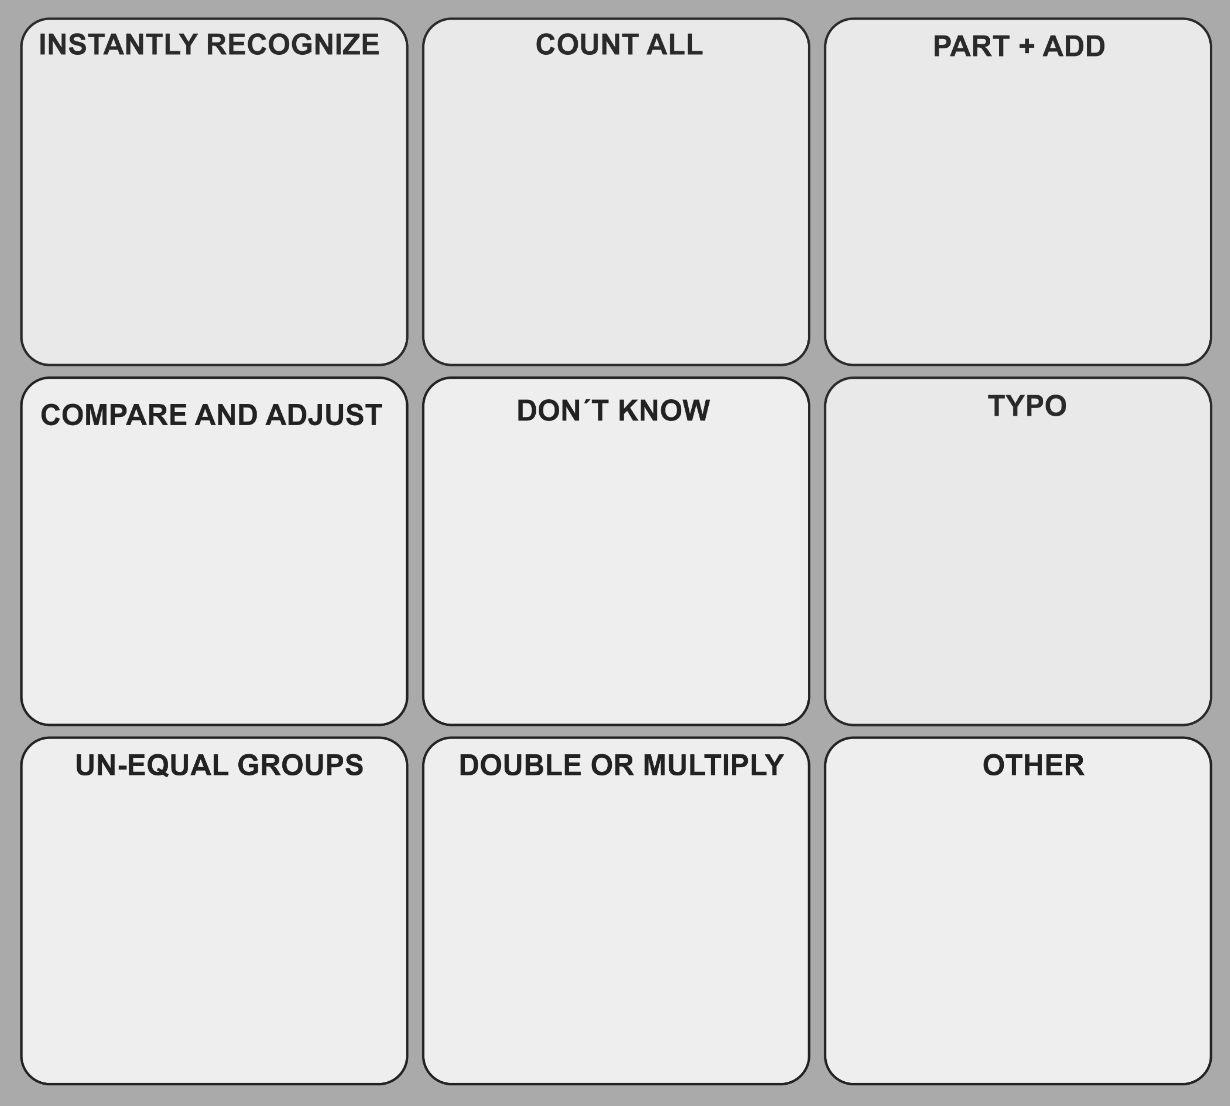 INSTANTLY RECOGNIZE
COUNT ALL
PART + ADD
COMPARE AND ADJUST
DON´T KNOW
TYPO
UN-EQUAL GROUPS
DOUBLE OR MULTIPLY
OTHER